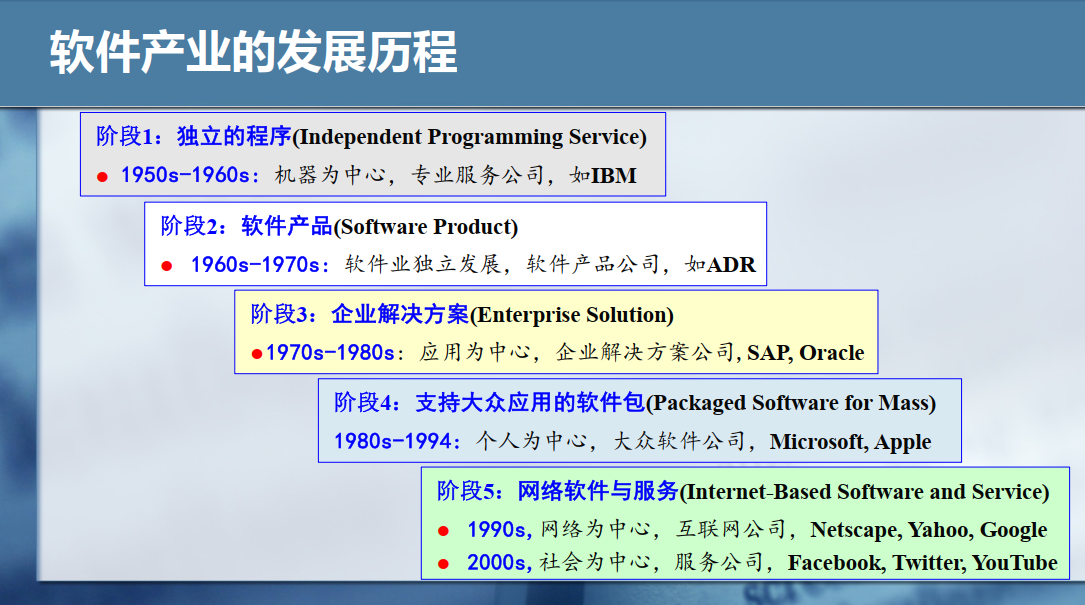 软件产业的发展历程
阶段1：独立的程序(Independent Programming Service)
1950s-1960s：机器为中心，专业服务公司，如IBM
阶段2：软件产品(Software Product)
1960s-1970s：软件业独立发展，软件产品公司，如ADR
阶段3：企业解决方案(Enterprise Solution)
1970s-1980s：应用为中心，企业解决方案公司, SAP, Oracle
阶段4：支持大众应用的软件包(Packaged Software for Mass)
1980s-1994：个人为中心，大众软件公司，Microsoft, Apple
阶段5：网络软件与服务(Internet-Based Software and Service)
1990s, 网络为中心，互联网公司，Netscape, Yahoo, Google
2000s, 社会为中心，服务公司，Facebook, Twitter, YouTube